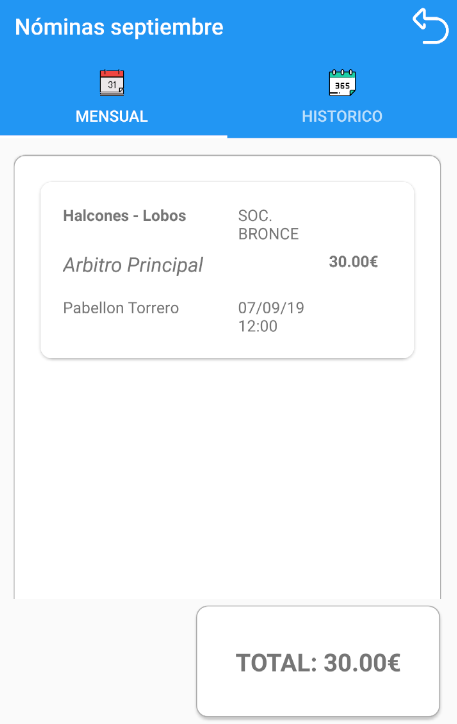 Nóminas septiembre
31
365
MENSUAL
HISTORICO
Halcones - Lobos
SOC.
BRONCE
Arbitro Principal
30.00€
Pabellon Torrero
07/09/19
12:00
TOTAL: 30.00€